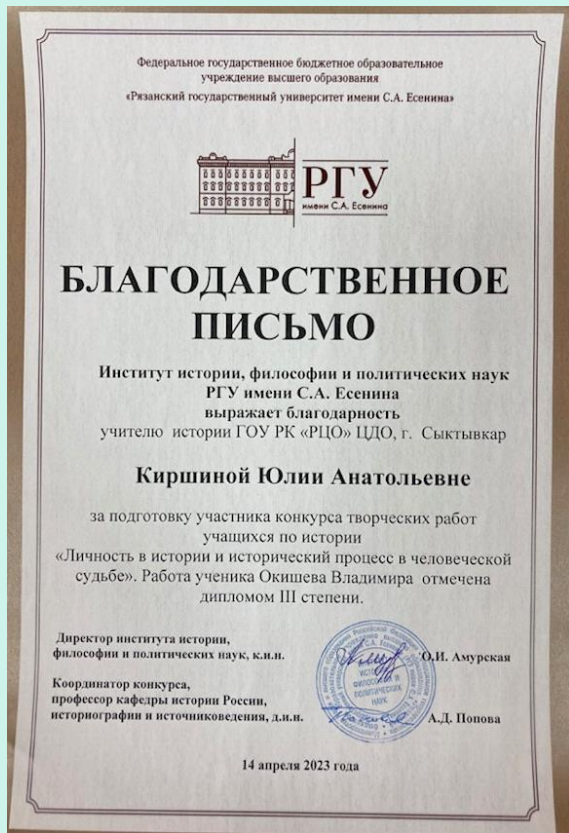 Федеральное государственное бюджетное образовательное
учреждение высшего образования
«Рязанский государственный университет имени С.А. Есенина»
РГУ
имени С.А. Есенина
БЛАГОДАРСТВЕННОЕ
ПИСЬМО
Институт истории, философии и политических наук
РГУ имени С.А. Есенина
выражает благодарность
учителю истории ГОУ РК «РЦО» ЦДО, г. Сыктывкар
Киршиной Юлии Анатольевне
за подготовку участника конкурса творческих работ
учащихся по истории
«Личность в истории и исторический процесс в человеческой
судьбе». Работа ученика Окишева Владимира отмечена
дипломом III степени.
Директор института истории,
философии и политических наук, к.и.н.
О.И. Амурская
Координатор конкурса,
профессор кафедры истории России,
историографии и источниковедения, д.и.н.
А.Д. Попова
ФИЛОСОФИИ И
ПОЛИТИЧЕСКИХ
НАУК
14 апреля 2023 года